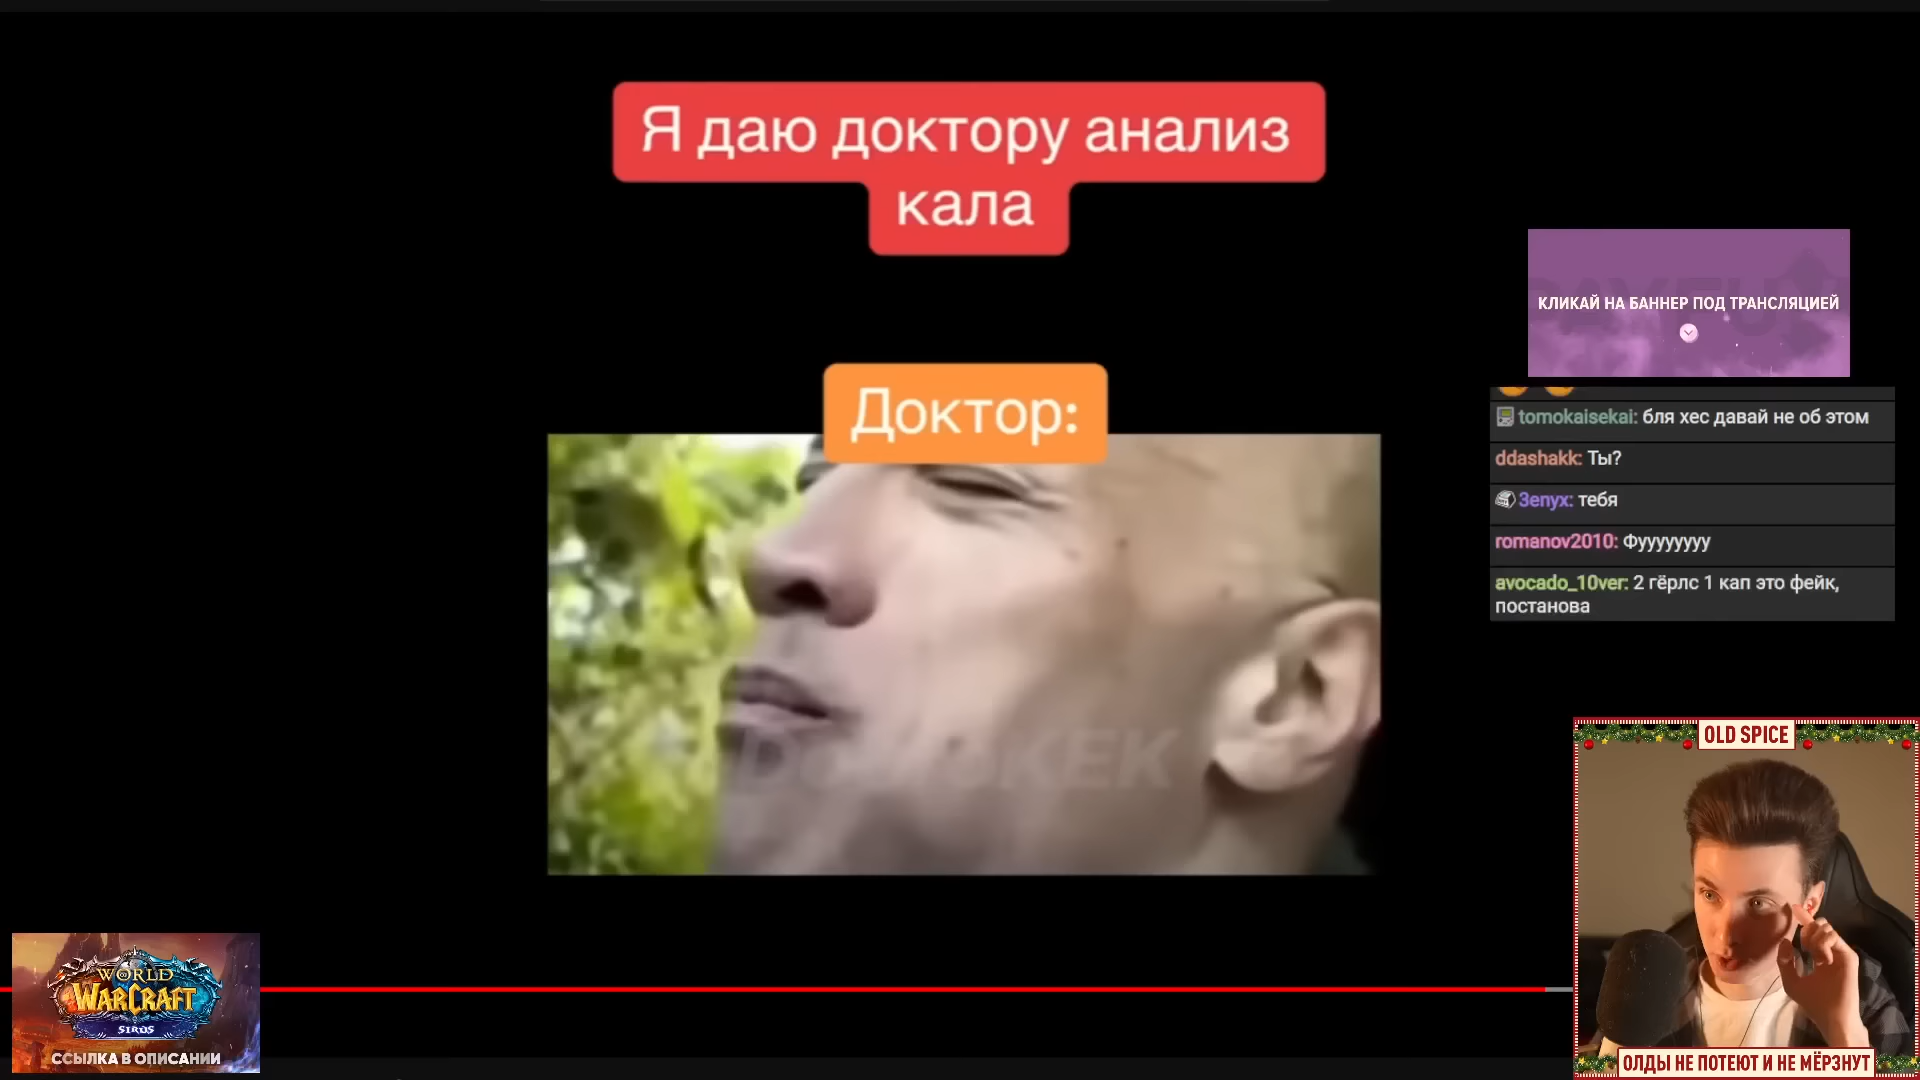 Я даю доктору анализ
кала
Доктор:
КЛИКАЙ НА БАННЕР ПОД ТРАНСЛЯЦИЕЙ
tomokaisekai: бля хес давай не об этом
ddashakk: Ты?
3enyx: тебя
romanov2010: Фуууууууу
avocado_10ver: 2 гёрлс 1 кап это фейк,
постанова
OLD SPICE
ОЛДЫ НЕ ПОТЕЮТ И НЕ МЁРЗНУТ
WORLD
WARCRAFT
SIRUS
ССЫЛКА В ОПИСАНИИ